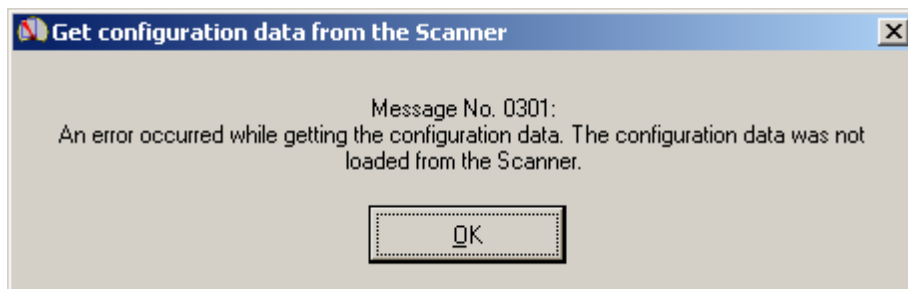 Get configuration data from the Scanner
Message No. 0301:
An error occurred while getting the configuration data. The configuration data was not
loaded from the Scanner.
OK